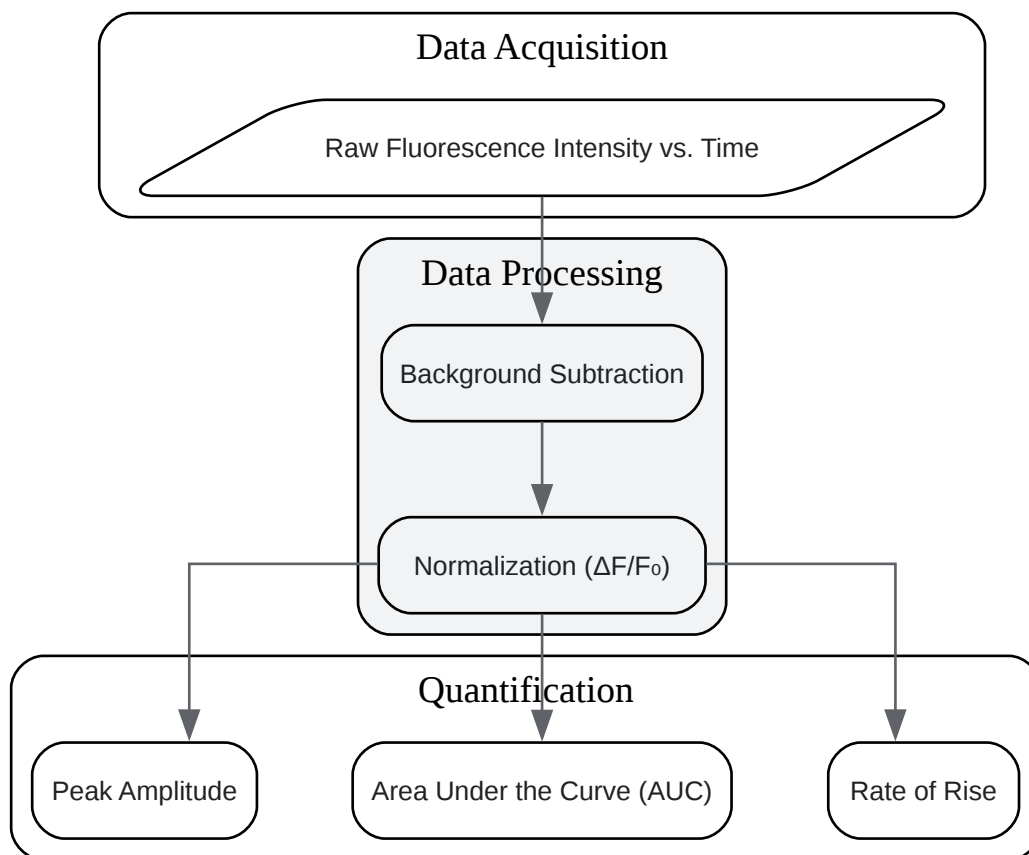 Data Acquisition
Raw Fluorescence Intensity vs. Time
Data Processing
Background Subtraction
Normalization (ΔF/F₀)
Quantification
Peak Amplitude
Area Under the Curve (AUC)
Rate of Rise